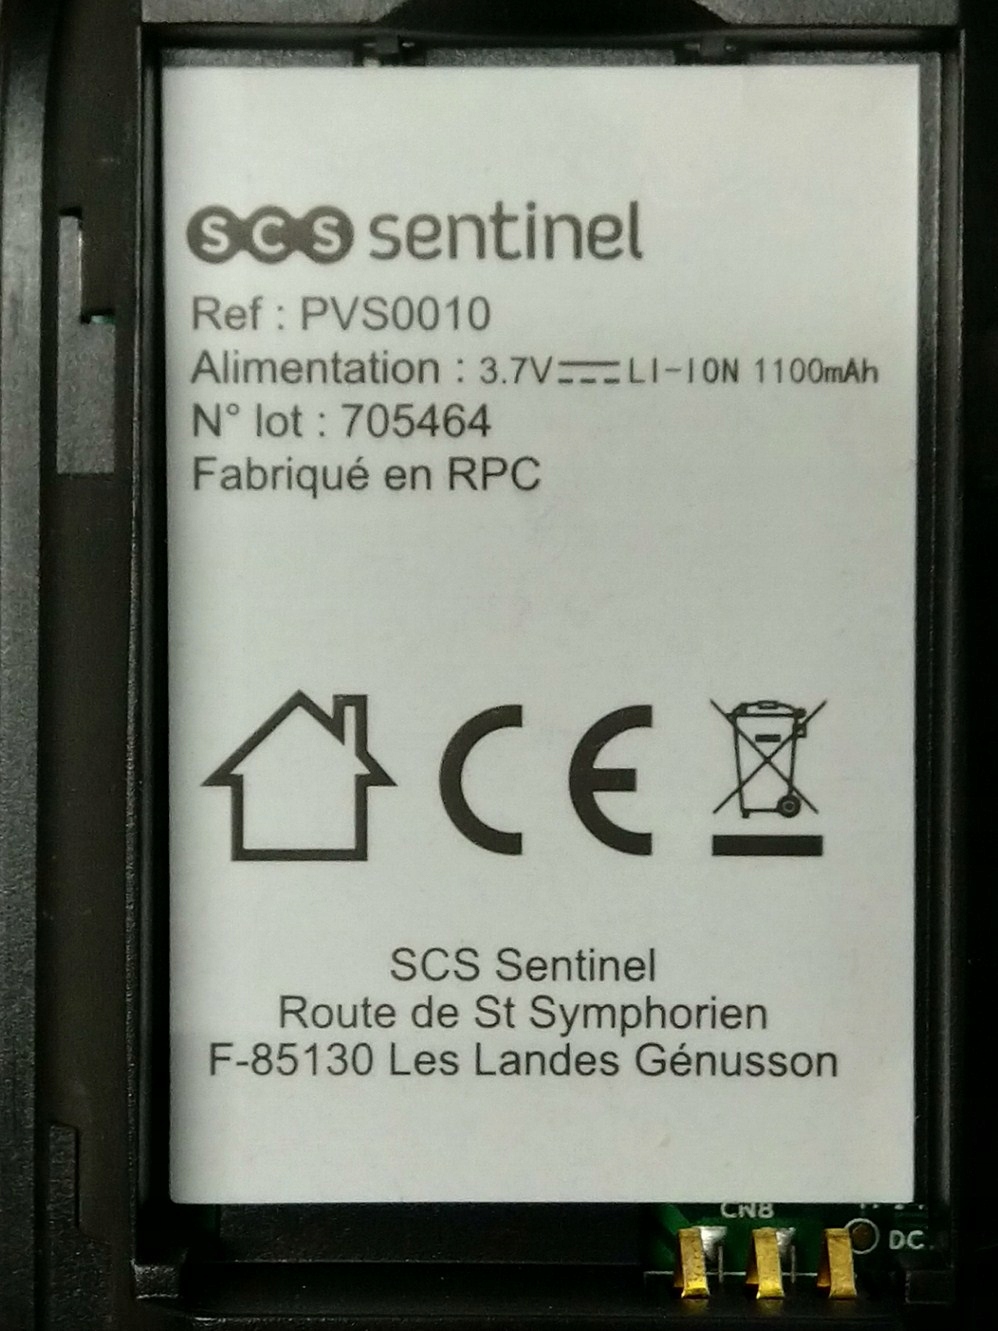 SCS sentinel
Ref : PVS0010
Alimentation : 3.7V⎓LI-ION 1100mAh
N° lot : 705464
Fabriqué en RPC
CE
SCS Sentinel
Route de St Symphorien
F-85130 Les Landes Génusson
CN8
DC